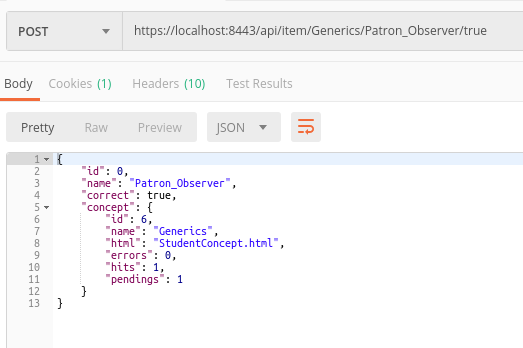 POST https://localhost:8443/api/item/Generics/Patron_Observer/true
Body Cookies (1) Headers (10) Test Results
Pretty Raw Preview JSON
1 {
2 "id": 0,
3 "name": "Patron_Observer",
4 "correct": true,
5 "concept": {
6 "id": 6,
7 "name": "Generics",
8 "html": "StudentConcept.html",
9 "errors": 0,
10 "hits": 1,
11 "pendings": 1
12 }
13 }